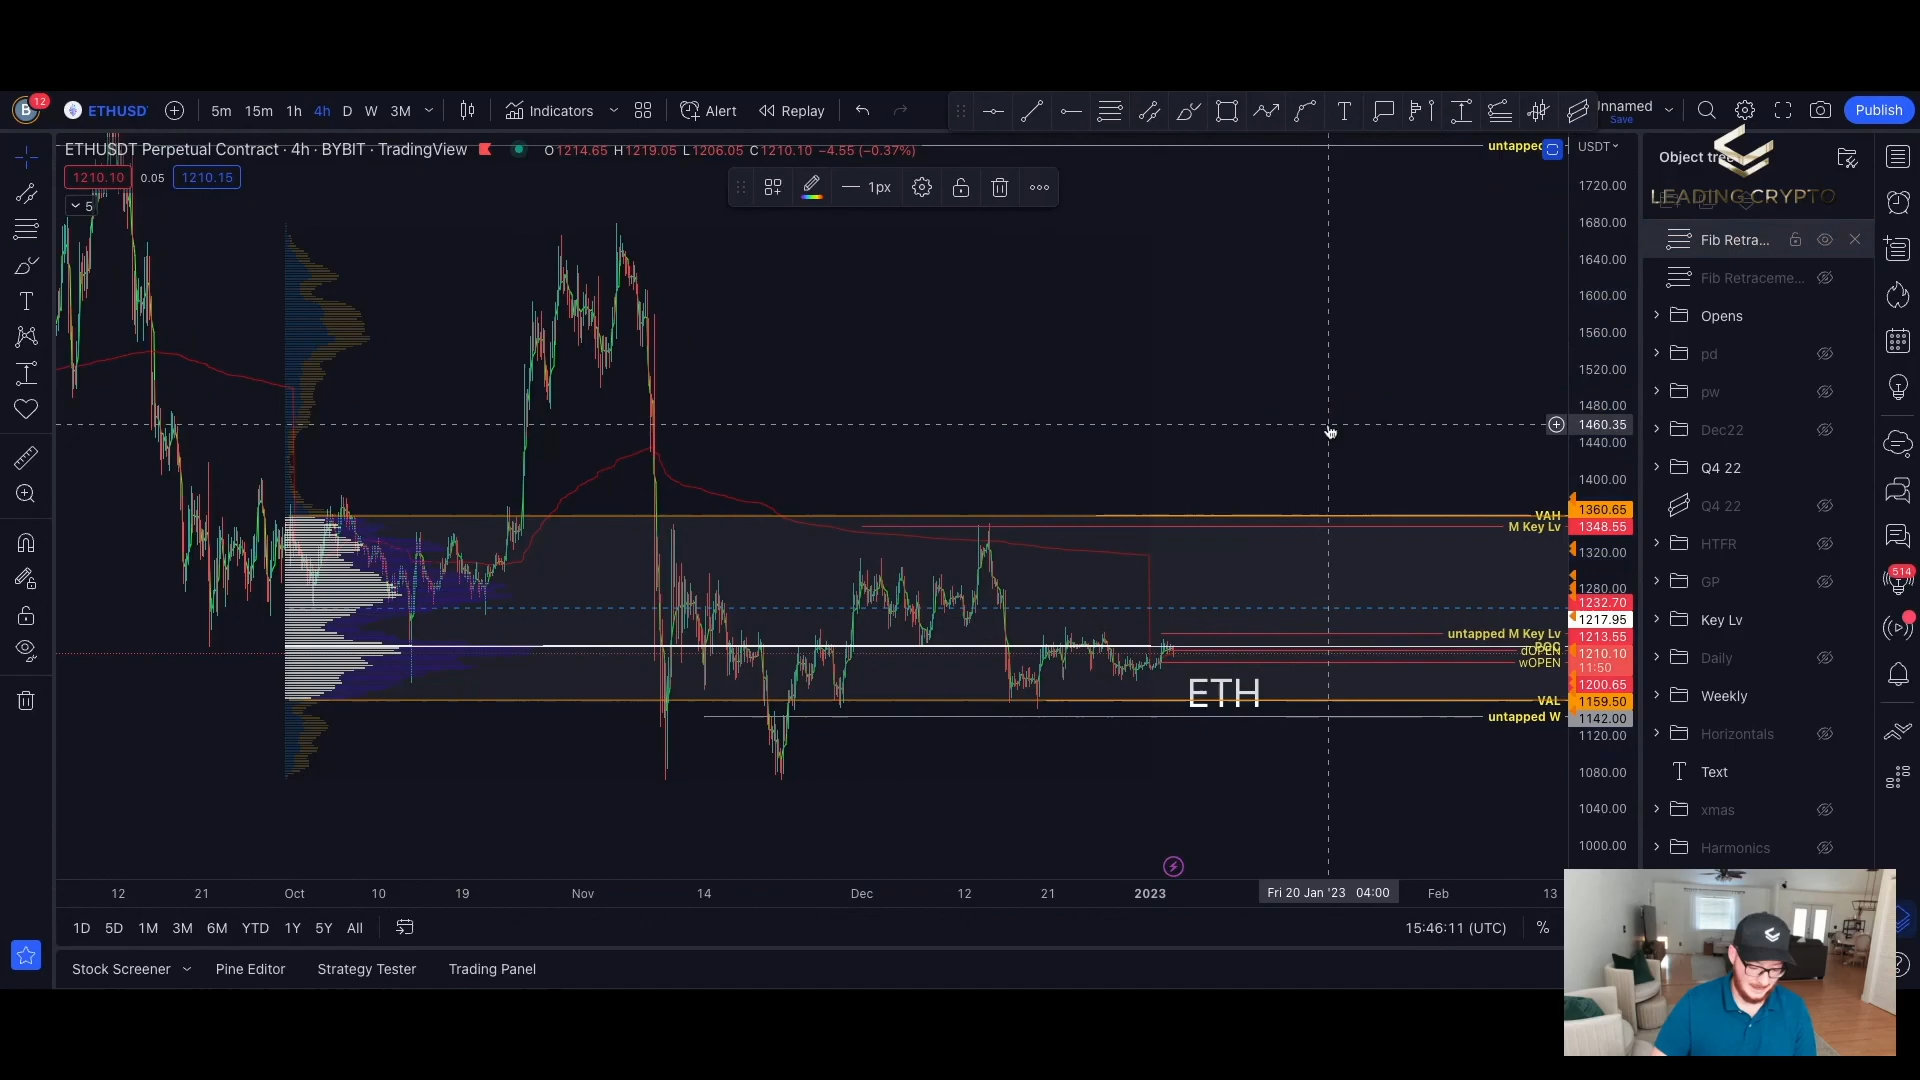 12
B
ETHUSD
5m 15m 1h 4h D W 3M
Indicators
Alert
Replay
Unnamed
Save
Publish
ETHUSDT Perpetual Contract · 4h · BYBIT · TradingView
O1214.65 H1219.05 L1206.05 C1210.10 −4.55 (−0.37%)
1210.10 0.05 1210.15
5
1px
untapped
USDT
1720.00
1680.00
1640.00
1600.00
1560.00
1520.00
1480.00
1460.35
1440.00
1400.00
VAH 1360.65
M Key Lv 1348.55
1320.00
1280.00
1232.70
1217.95
untapped M Key Lv 1213.55
POC
dOPEN 1210.10
11:50
wOPEN
1200.65
VAL 1159.50
untapped W 1142.00
1120.00
1080.00
1040.00
1000.00
ETH
12 21 Oct 10 19 Nov 14 Dec 12 21 2023 Fri 20 Jan '23 04:00 Feb 13
1D 5D 1M 3M 6M YTD 1Y 5Y All
15:46:11 (UTC) %
Stock Screener Pine Editor Strategy Tester Trading Panel
Object tree
LEADING CRYPTO
Fib Retra...
Fib Retraceme...
Opens
pd
pw
Dec22
Q4 22
Q4 22
HTFR
GP
Key Lv
Daily
Weekly
Horizontals
Text
xmas
Harmonics
514